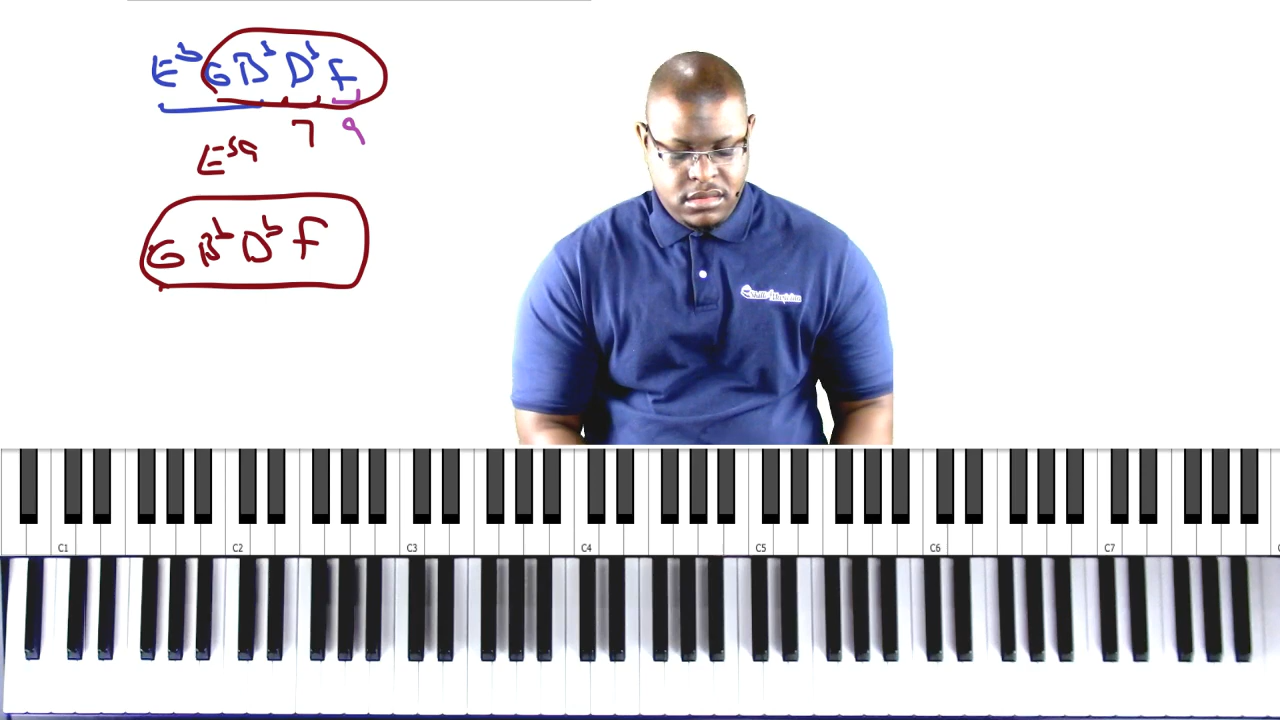 E♭ G B♭ D♭ F
7 9
E♭9
G B♭ D♭ F
C1 C2 C3 C4 C5 C6 C7